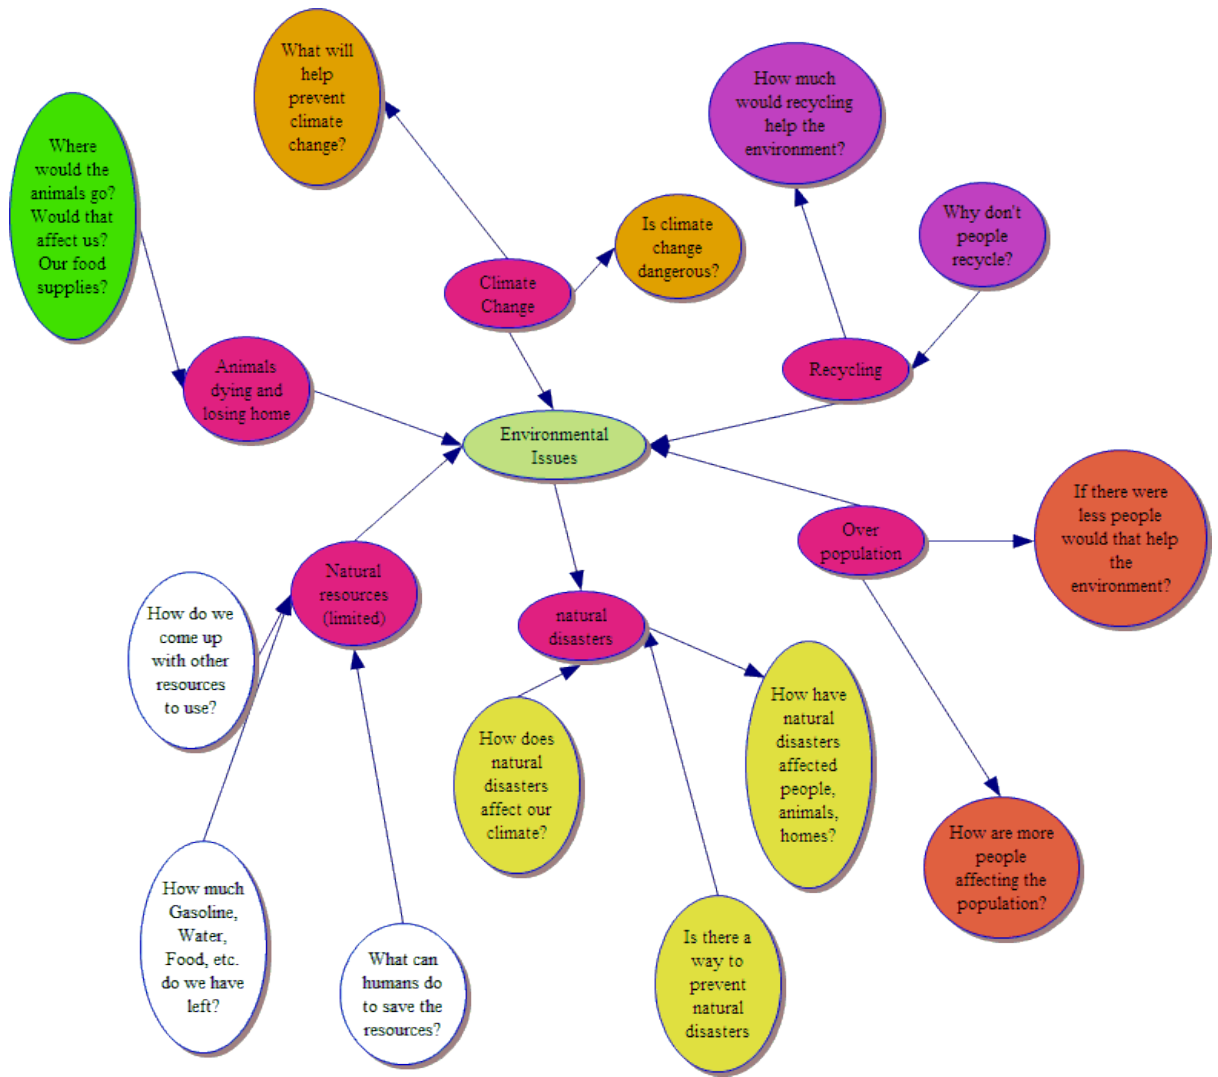 What will
help
prevent
climate
change?
How much
would recycling
help the
environment?
Where
would the
animals go?
Would that
affect us?
Our food
supplies?
Is climate
change
dangerous?
Why don't
people
recycle?
Climate
Change
Animals
dying and
losing home
Recycling
Environmental
Issues
If there were
less people
would that help
the
environment?
Over
population
Natural
resources
(limited)
natural
disasters
How do we
come up
with other
resources
to use?
How does
natural
disasters
affect our
climate?
How have
natural
disasters
affected
people,
animals,
homes?
How are more
people
affecting the
population?
How much
Gasoline,
Water,
Food, etc.
do we have
left?
What can
humans do
to save the
resources?
Is there a
way to
prevent
natural
disasters